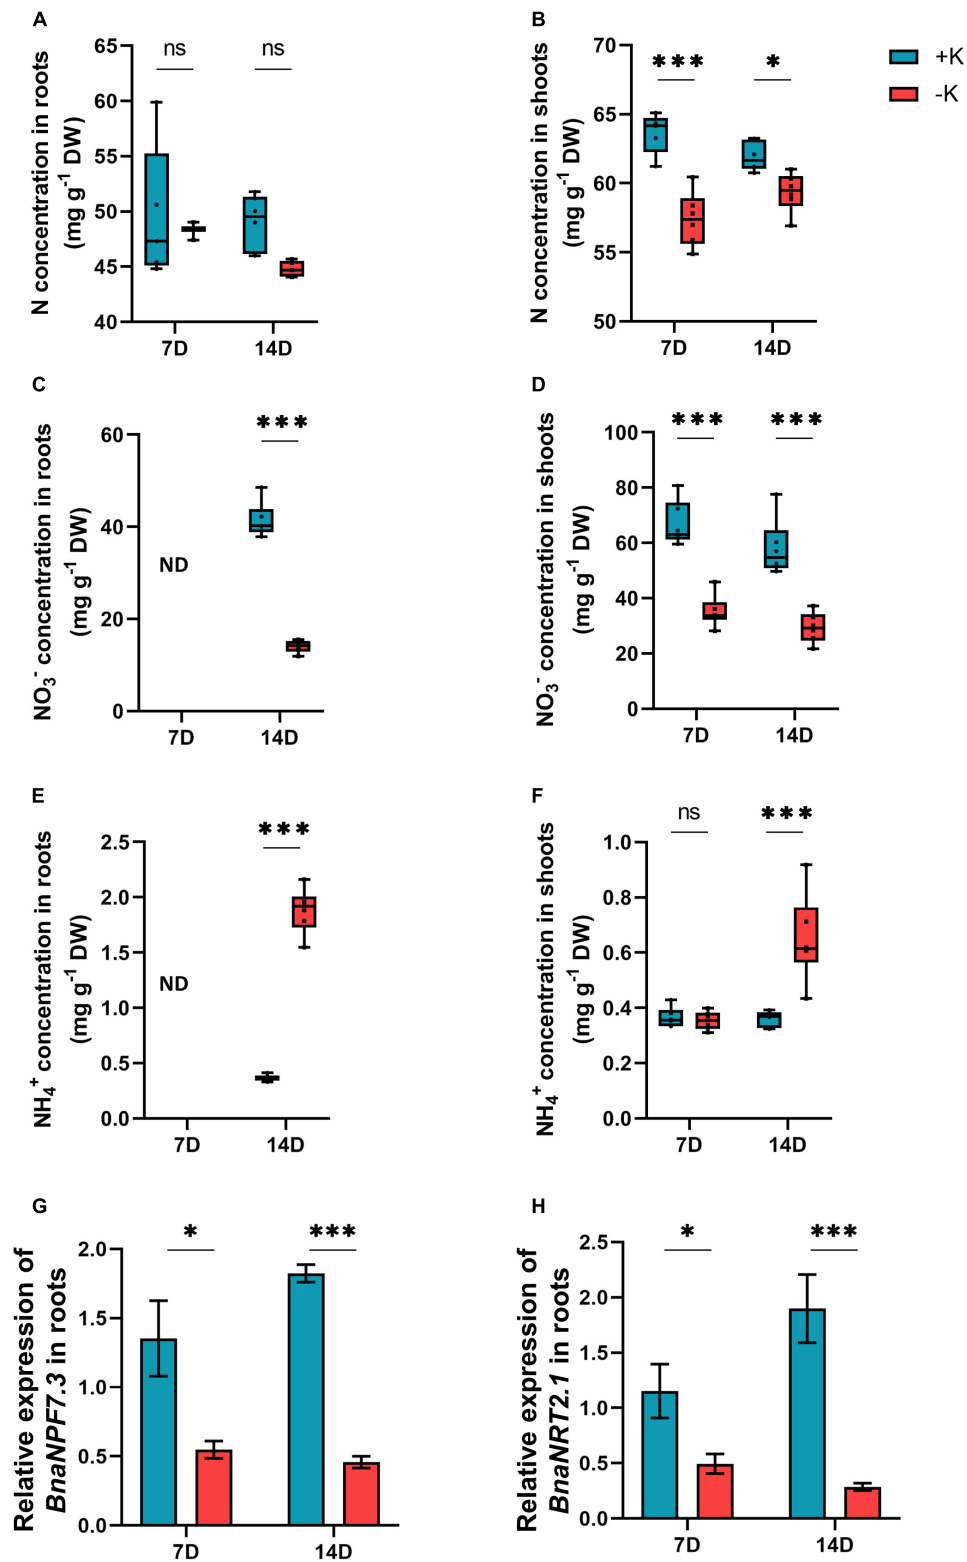 A
N concentration in roots
(mg g⁻¹ DW)
65
60
55
50
45
40
ns
ns
7D
14D
B
N concentration in shoots
(mg g⁻¹ DW)
70
65
60
55
50
***
*
7D
14D
+K
-K
C
NO₃⁻ concentration in roots
(mg g⁻¹ DW)
60
40
20
0
ND
***
7D
14D
D
NO₃⁻ concentration in shoots
(mg g⁻¹ DW)
100
80
60
40
20
0
***
***
7D
14D
E
NH₄⁺ concentration in roots
(mg g⁻¹ DW)
2.5
2.0
1.5
1.0
0.5
0.0
ND
***
7D
14D
F
NH₄⁺ concentration in shoots
(mg g⁻¹ DW)
1.0
0.8
0.6
0.4
0.2
0.0
ns
***
7D
14D
G
Relative expression of
BnaNPF7.3 in roots
2.0
1.5
1.0
0.5
0.0
*
***
7D
14D
H
Relative expression of
BnaNRT2.1 in roots
2.5
2.0
1.5
1.0
0.5
0.0
*
***
7D
14D